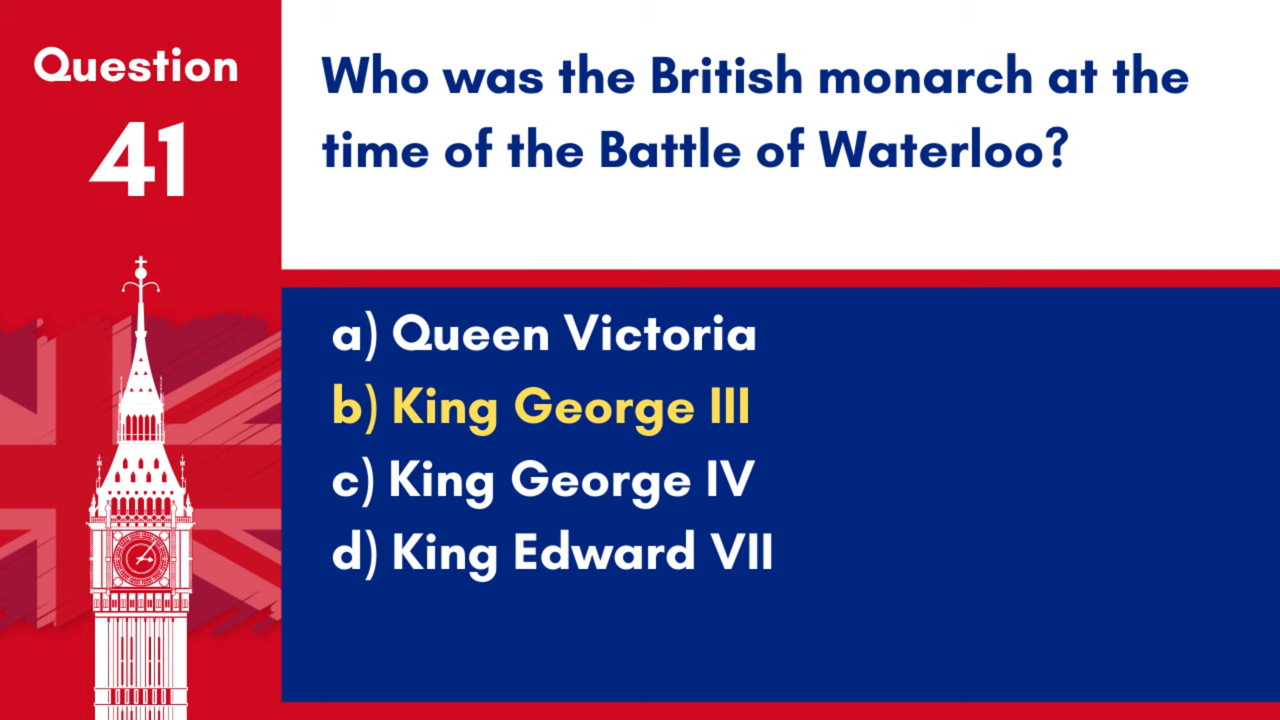 Question
41
Who was the British monarch at the
time of the Battle of Waterloo?
a) Queen Victoria
b) King George III
c) King George IV
d) King Edward VII